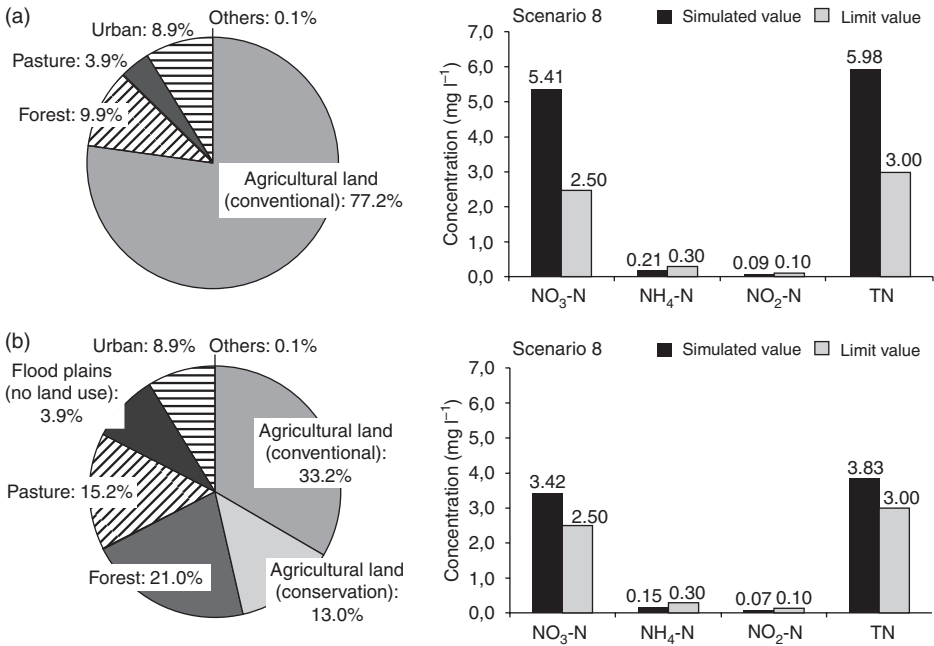 (a)
Others: 0.1%
Urban: 8.9%
Pasture: 3.9%
Forest: 9.9%
Agricultural land
(conventional): 77.2%
Scenario 8
Simulated value
Limit value
Concentration (mg l⁻¹)
7,0
6,0
5,0
4,0
3,0
2,0
1,0
0,0
5.41
2.50
0.21
0.30
0.09
0.10
5.98
3.00
NO₃-N
NH₄-N
NO₂-N
TN
(b)
Urban: 8.9%
Others: 0.1%
Flood plains
(no land use):
3.9%
Agricultural land
(conventional):
33.2%
Pasture: 15.2%
Forest: 21.0%
Agricultural land
(conservation):
13.0%
Scenario 8
Simulated value
Limit value
Concentration (mg l⁻¹)
7,0
6,0
5,0
4,0
3,0
2,0
1,0
0,0
3.42
2.50
0.15
0.30
0.07
0.10
3.83
3.00
NO₃-N
NH₄-N
NO₂-N
TN